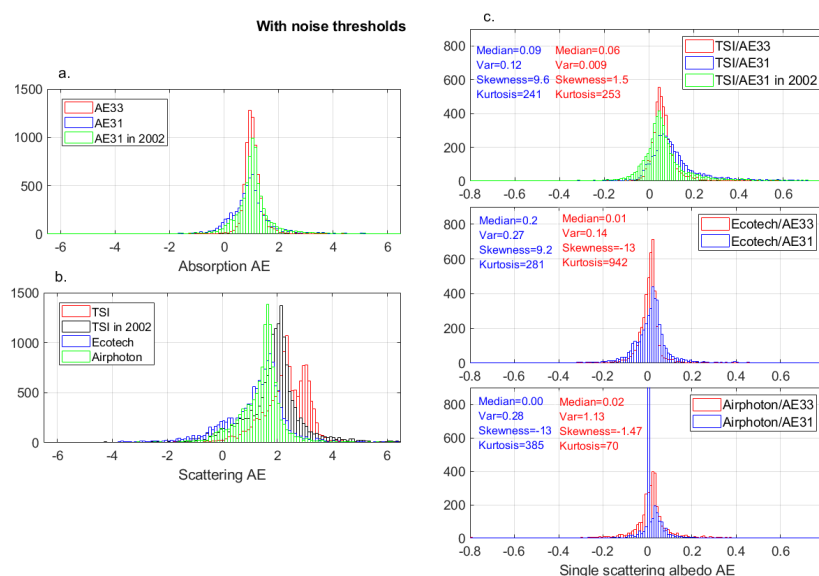 With noise thresholds
a.
1500
1000
500
0
-6
-4
-2
0
2
4
6
AE33
AE31
AE31 in 2002
Absorption AE
b.
1500
1000
500
0
-6
-4
-2
0
2
4
6
TSI
TSI in 2002
Ecotech
Airphoton
Scattering AE
c.
800
600
400
200
0
-0.8
-0.6
-0.4
-0.2
0
0.2
0.4
0.6
Median=0.09
Var=0.12
Skewness=9.6
Kurtosis=241
Median=0.06
Var=0.009
Skewness=1.5
Kurtosis=253
TSI/AE33
TSI/AE31
TSI/AE31 in 2002
800
600
400
200
0
-0.8
-0.6
-0.4
-0.2
0
0.2
0.4
0.6
0.8
Median=0.2
Var=0.27
Skewness=9.2
Kurtosis=281
Median=0.01
Var=0.14
Skewness=-13
Kurtosis=942
Ecotech/AE33
Ecotech/AE31
800
600
400
200
0
-0.8
-0.6
-0.4
-0.2
0
0.2
0.4
0.6
0.8
Median=0.00
Var=0.28
Skewness=-13
Kurtosis=385
Median=0.02
Var=1.13
Skewness=-1.47
Kurtosis=70
Airphoton/AE33
Airphoton/AE31
Single scattering albedo AE